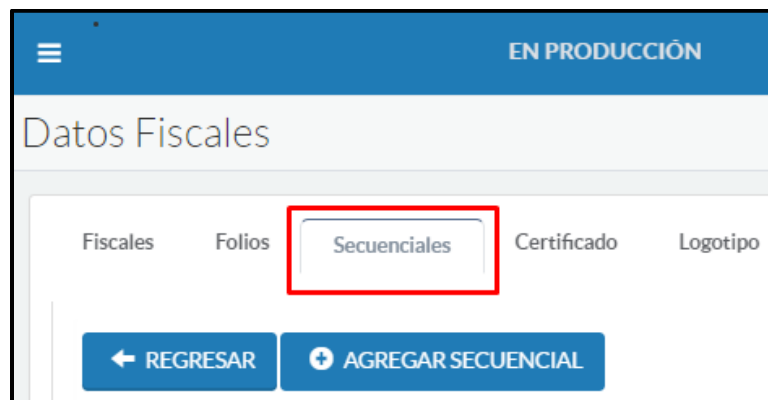 EN PRODUCCIÓN
Datos Fiscales
Fiscales Folios Secuenciales Certificado Logotipo
REGRESAR AGREGAR SECUENCIAL